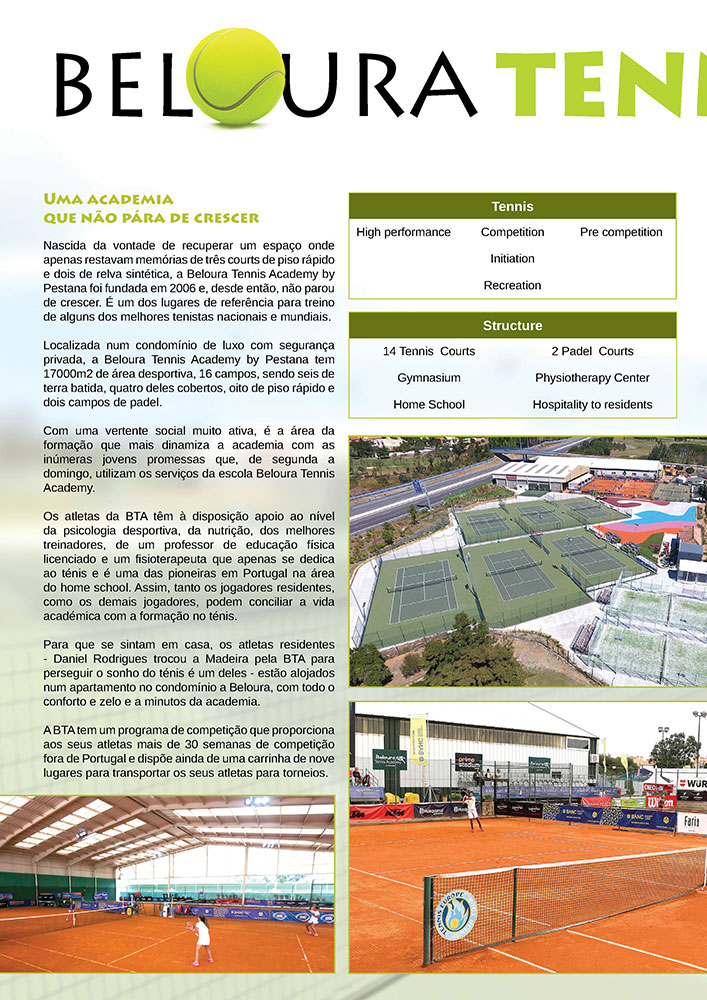 BELOURA TENN
UMA ACADEMIA
QUE NÃO PÁRA DE CRESCER
Nascida da vontade de recuperar um espaço onde
apenas restavam memórias de três courts de piso rápido
e dois de relva sintética, a Beloura Tennis Academy by
Pestana foi fundada em 2006 e, desde então, não parou
de crescer. É um dos lugares de referência para treino
de alguns dos melhores tenistas nacionais e mundiais.
Localizada num condomínio de luxo com segurança
privada, a Beloura Tennis Academy by Pestana tem
17000m2 de área desportiva, 16 campos, sendo seis de
terra batida, quatro deles cobertos, oito de piso rápido e
dois campos de padel.
Com uma vertente social muito ativa, é a área da
formação que mais dinamiza a academia com as
inúmeras jovens promessas que, de segunda a
domingo, utilizam os serviços da escola Beloura Tennis
Academy.
Os atletas da BTA têm à disposição apoio ao nível
da psicologia desportiva, da nutrição, dos melhores
treinadores, de um professor de educação física
licenciado e um fisioterapeuta que apenas se dedica
ao ténis e é uma das pioneiras em Portugal na área
do home school. Assim, tanto os jogadores residentes,
como os demais jogadores, podem conciliar a vida
académica com a formação no ténis.
Para que se sintam em casa, os atletas residentes
- Daniel Rodrigues trocou a Madeira pela BTA para
perseguir o sonho do ténis é um deles - estão alojados
num apartamento no condomínio a Beloura, com todo o
conforto e zelo e a minutos da academia.
A BTA tem um programa de competição que proporciona
aos seus atletas mais de 30 semanas de competição
fora de Portugal e dispõe ainda de uma carrinha de nove
lugares para transportar os seus atletas para torneios.
Tennis
High performance Competition Pre competition
Initiation
Recreation
Structure
14 Tennis Courts 2 Padel Courts
Gymnasium Physiotherapy Center
Home School Hospitality to residents
BANC
Beloura
prime
stadium
Beloura
KTM
KTM
Husqvarna
BANC
Wilson
WÜR
Faria
TENNIS EUROPE